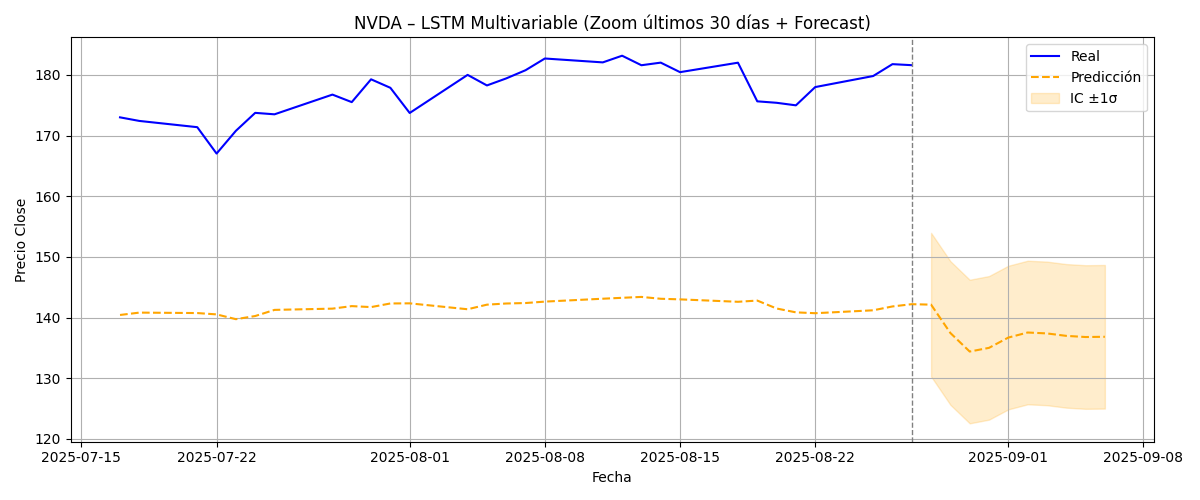 NVDA – LSTM Multivariable (Zoom últimos 30 días + Forecast)
Real
Predicción
IC ±1σ
Precio Close
180
170
160
150
140
130
120
2025-07-15
2025-07-22
2025-08-01
2025-08-08
2025-08-15
2025-08-22
2025-09-01
2025-09-08
Fecha